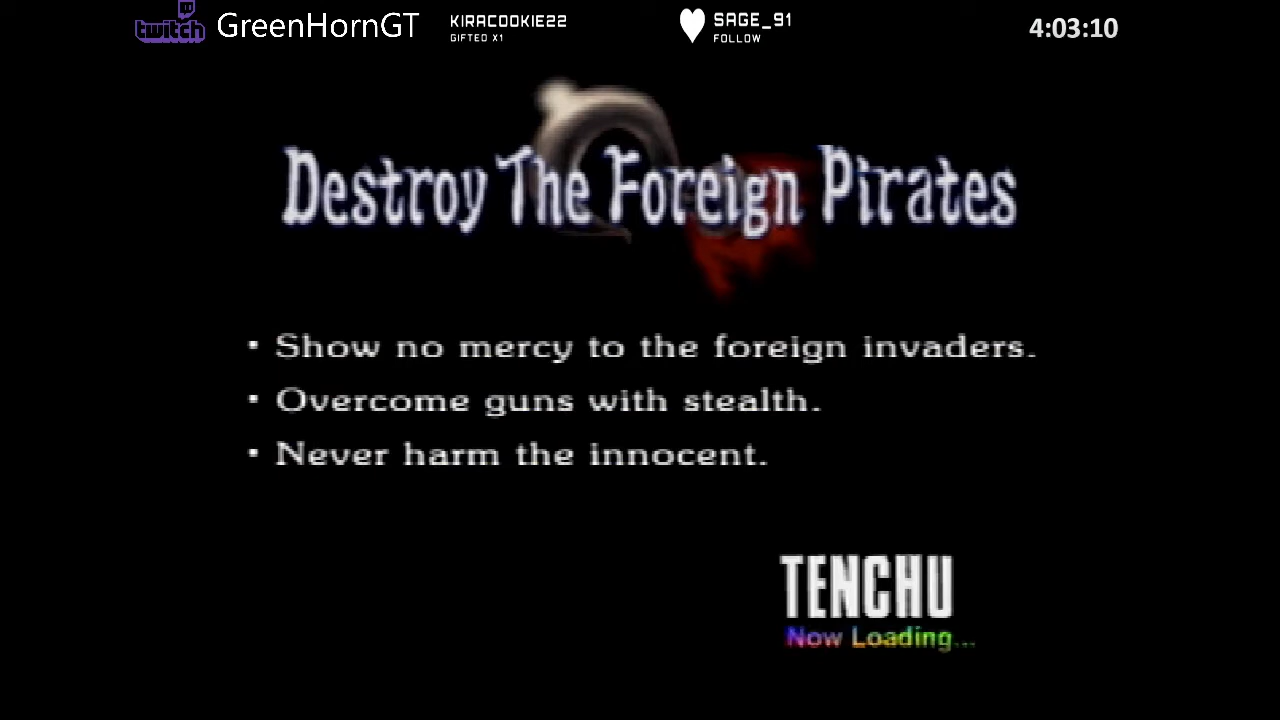 twitch GreenHornGT KIRACOOKIE22 SAGE_91 4:03:10
GIFTED X1 FOLLOW
Destroy The Foreign Pirates
• Show no mercy to the foreign invaders.
• Overcome guns with stealth.
• Never harm the innocent.
TENCHU
Now Loading...